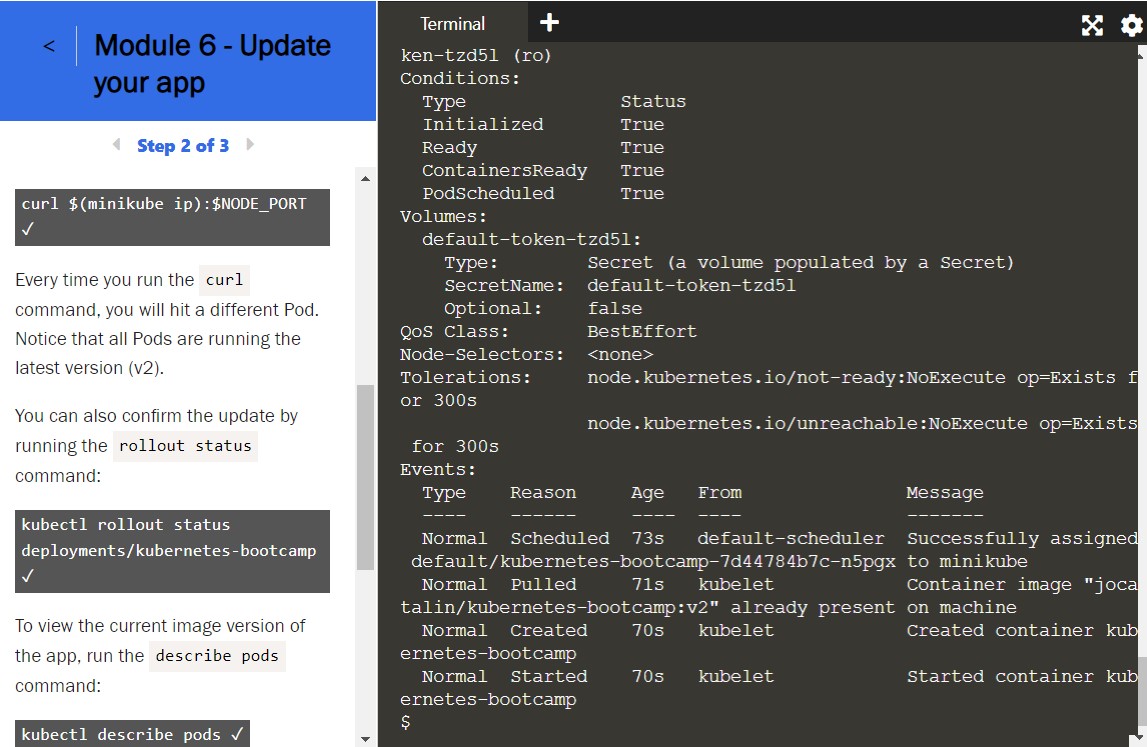 < Module 6 - Update
your app
Step 2 of 3
curl $(minikube ip):$NODE_PORT
✓
Every time you run the curl
command, you will hit a different Pod.
Notice that all Pods are running the
latest version (v2).
You can also confirm the update by
running the rollout status
command:
kubectl rollout status
deployments/kubernetes-bootcamp
✓
To view the current image version of
the app, run the describe pods
command:
kubectl describe pods ✓
Terminal +
ken-tzd5l (ro)
Conditions:
  Type              Status
  Initialized       True
  Ready             True
  ContainersReady   True
  PodScheduled      True
Volumes:
  default-token-tzd5l:
    Type:        Secret (a volume populated by a Secret)
    SecretName:  default-token-tzd5l
    Optional:    false
QoS Class:       BestEffort
Node-Selectors:  <none>
Tolerations:     node.kubernetes.io/not-ready:NoExecute op=Exists f
or 300s
                 node.kubernetes.io/unreachable:NoExecute op=Exists
 for 300s
Events:
  Type    Reason     Age   From               Message
  ----    ------     ----  ----               -------
  Normal  Scheduled  73s   default-scheduler  Successfully assigned
 default/kubernetes-bootcamp-7d44784b7c-n5pgx to minikube
  Normal  Pulled     71s   kubelet            Container image "joca
talin/kubernetes-bootcamp:v2" already present on machine
  Normal  Created    70s   kubelet            Created container kub
ernetes-bootcamp
  Normal  Started    70s   kubelet            Started container kub
ernetes-bootcamp
$